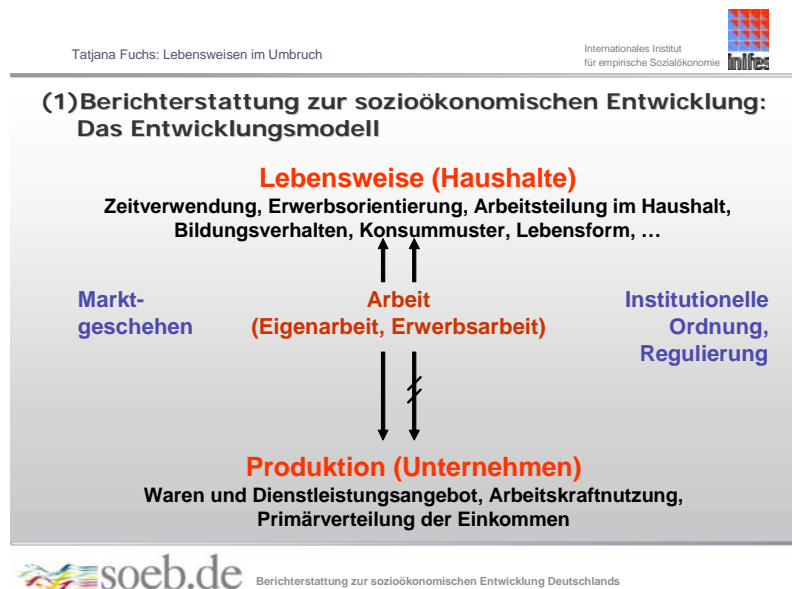 Tatjana Fuchs: Lebensweisen im Umbruch
Internationales Institut
für empirische Sozialökonomie
inifes
(1)Berichterstattung zur sozioökonomischen Entwicklung:
Das Entwicklungsmodell
Lebensweise (Haushalte)
Zeitverwendung, Erwerbsorientierung, Arbeitsteilung im Haushalt,
Bildungsverhalten, Konsummuster, Lebensform, …
Markt-
geschehen
Arbeit
(Eigenarbeit, Erwerbsarbeit)
Institutionelle
Ordnung,
Regulierung
Produktion (Unternehmen)
Waren und Dienstleistungsangebot, Arbeitskraftnutzung,
Primärverteilung der Einkommen
soeb.de
Berichterstattung zur sozioökonomischen Entwicklung Deutschlands